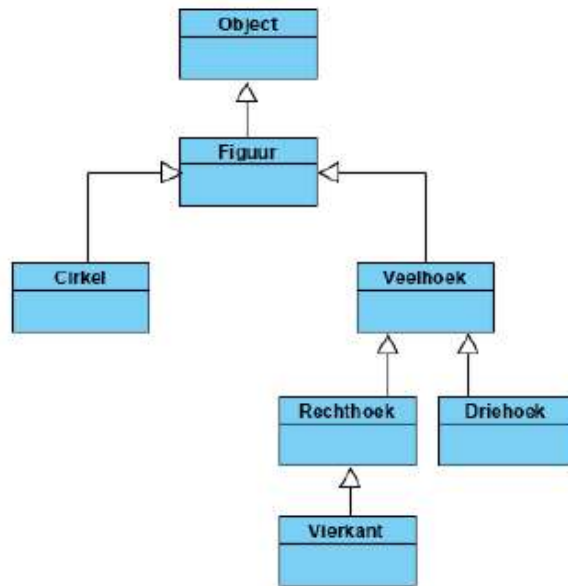 Object
Figuur
Cirkel
Veelhoek
Rechthoek
Driehoek
Vierkant